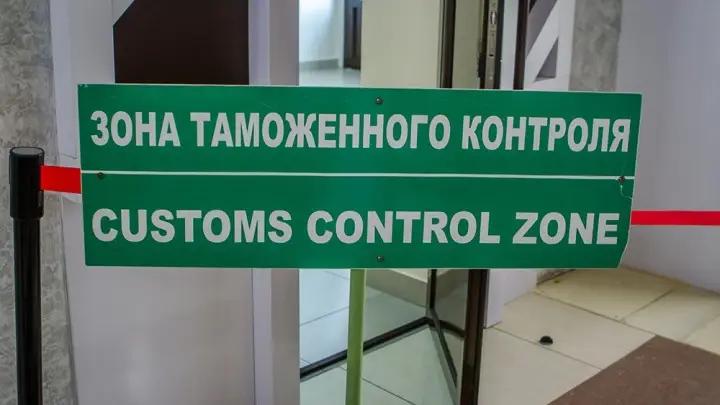 ЗОНА ТАМОЖЕННОГО КОНТРОЛЯ
CUSTOMS CONTROL ZONE